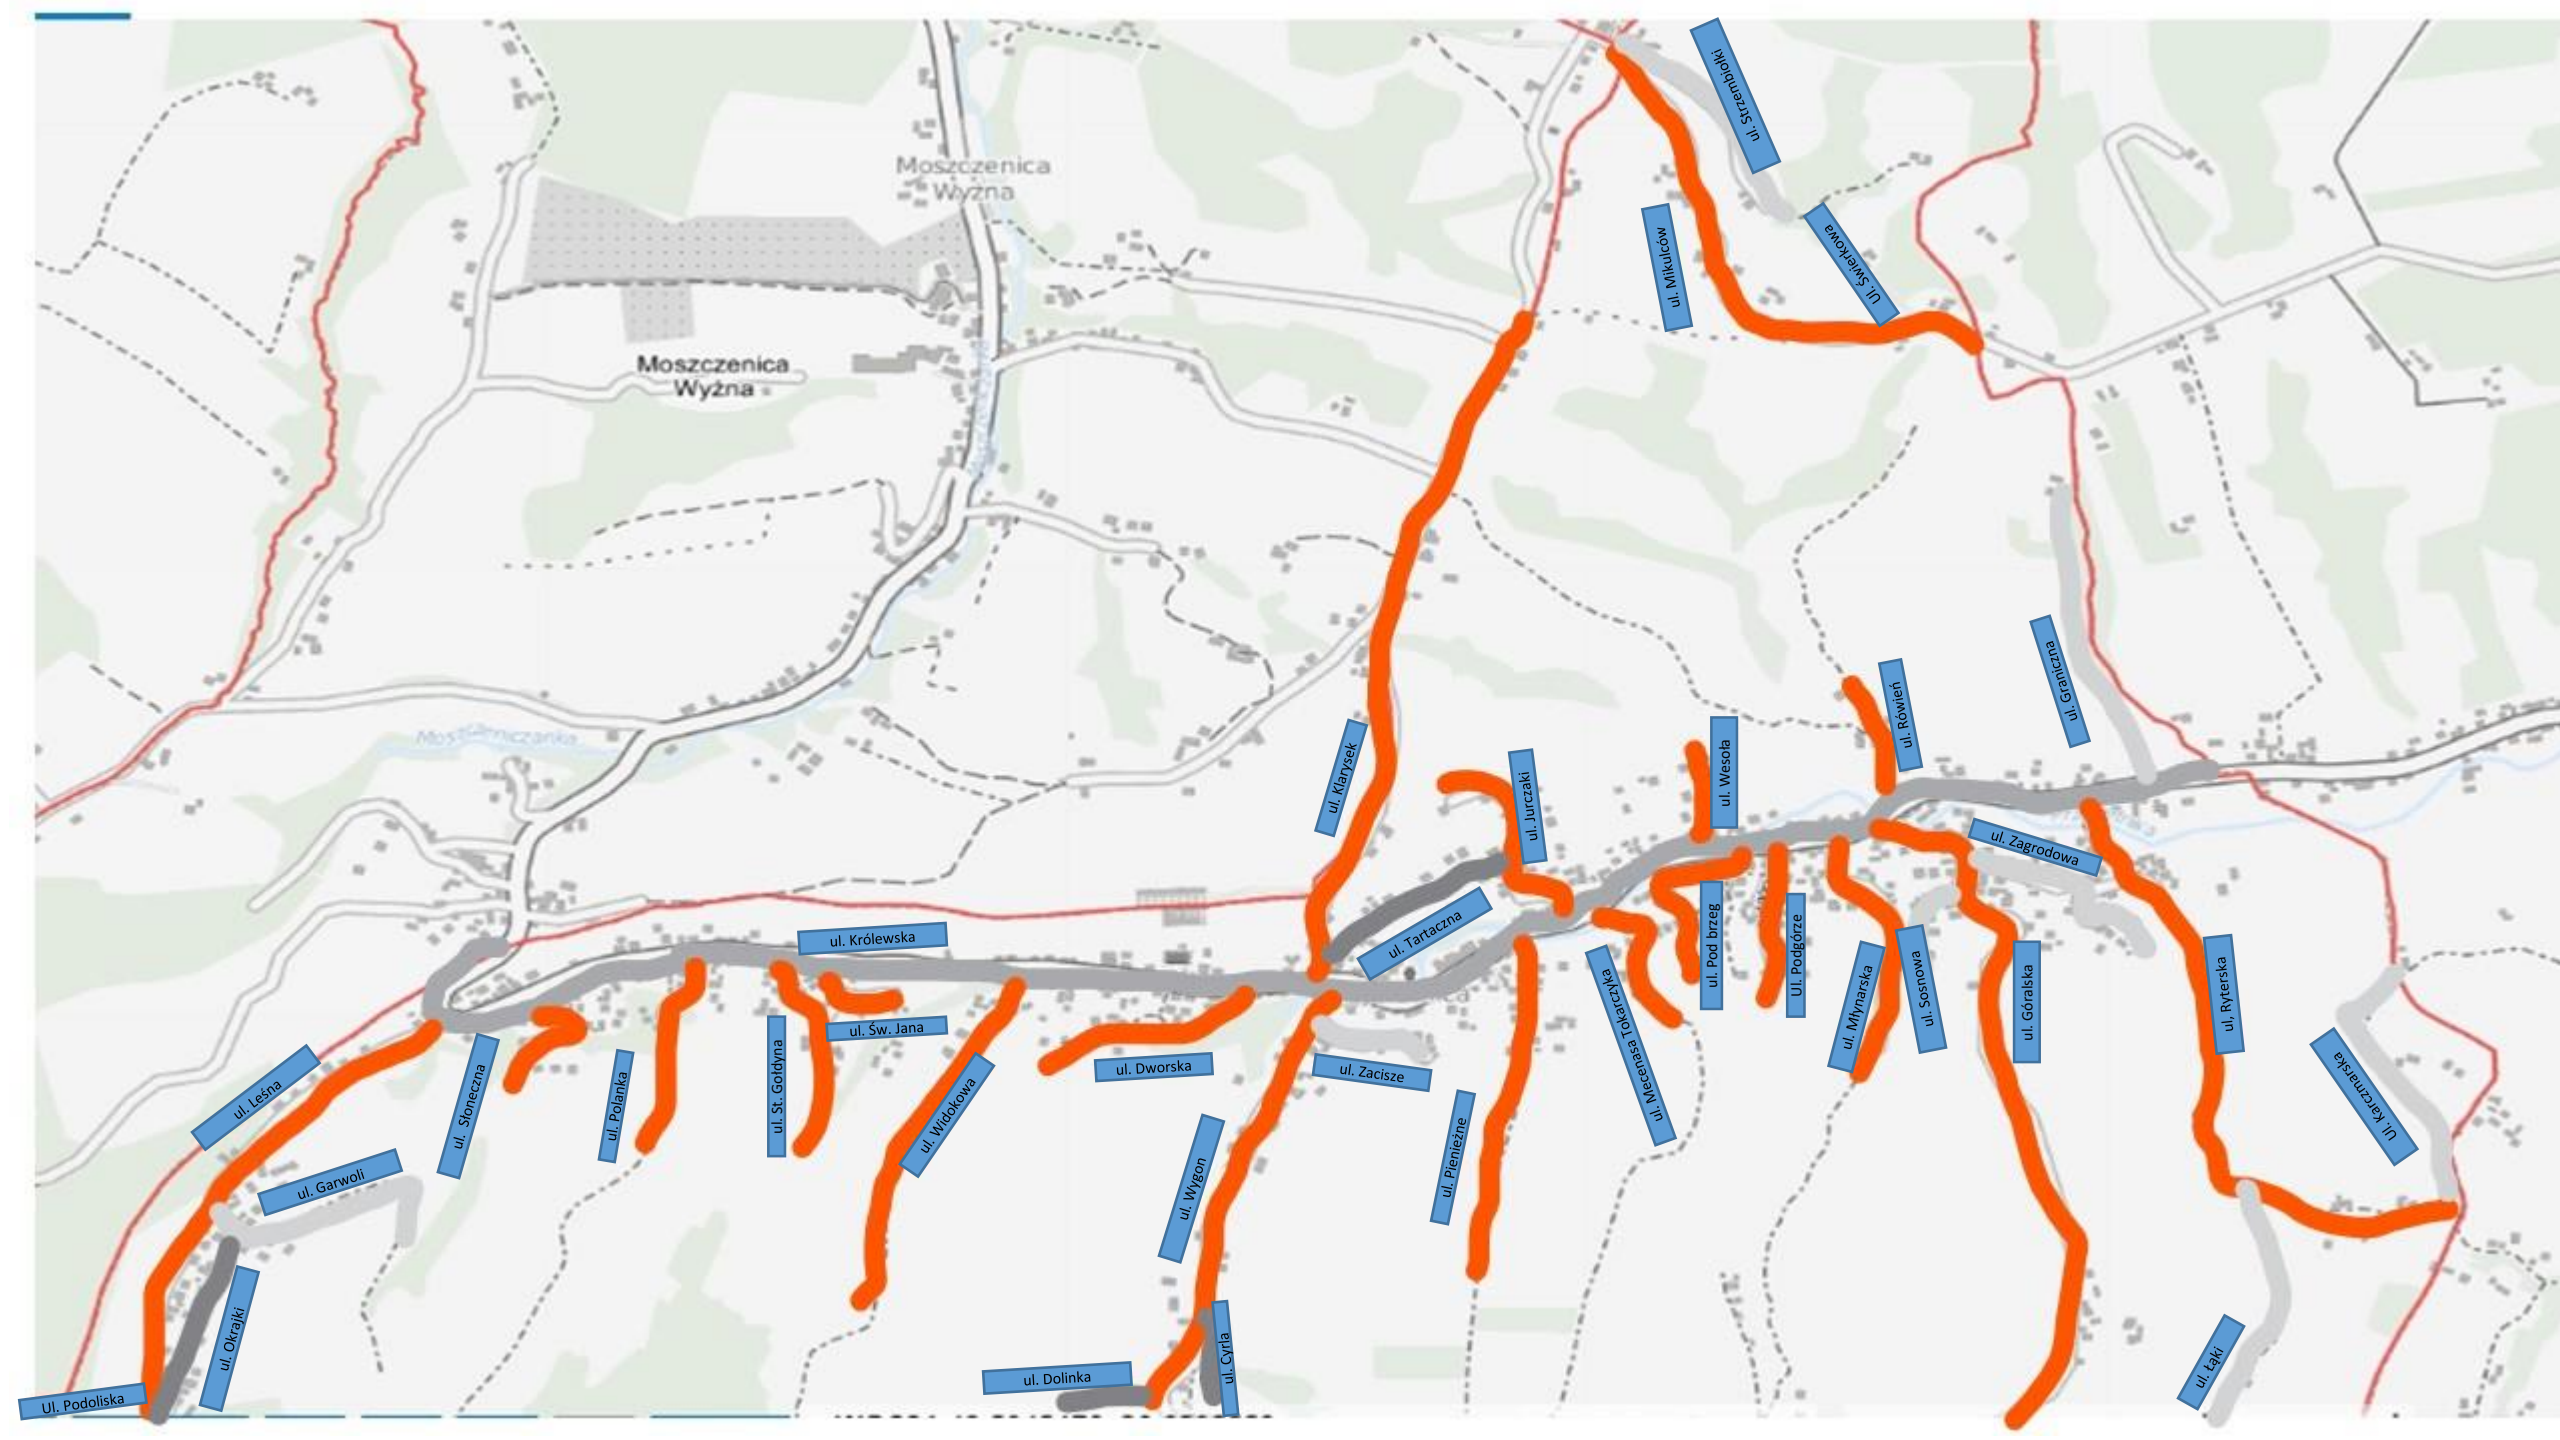 ul. Strzembiołki
Moszczenica
Wyżna
ul. Mikulców
Ul. Świerkowa
Moszczenica
Wyżna
ul. Graniczna
ul. Rówień
ul. Wesoła
ul. Klarysek
ul. Jurczaki
Moszczeniczanka
ul. Zagrodowa
ul. Tartaczna
ul. Królewska
ul. Pod brzeg
Ul. Podgórze
ul. Miecenasa Tokarczyka
ul. Młynarska
ul. Sosnowa
ul. Góralska
ul, Ryterska
Ul. Karczmarska
ul. Św. Jana
ul. St. Gołdyna
ul. Dworska
ul. Zacisze
ul. Leśna
ul. Słoneczna
ul. Polanka
ul. Widokowa
ul. Wygon
ul. Pienieżne
ul. Garwoli
ul. Okrajki
Ul. Podoliska
ul. Dolinka
ul. Cyrla
ul. Łąki